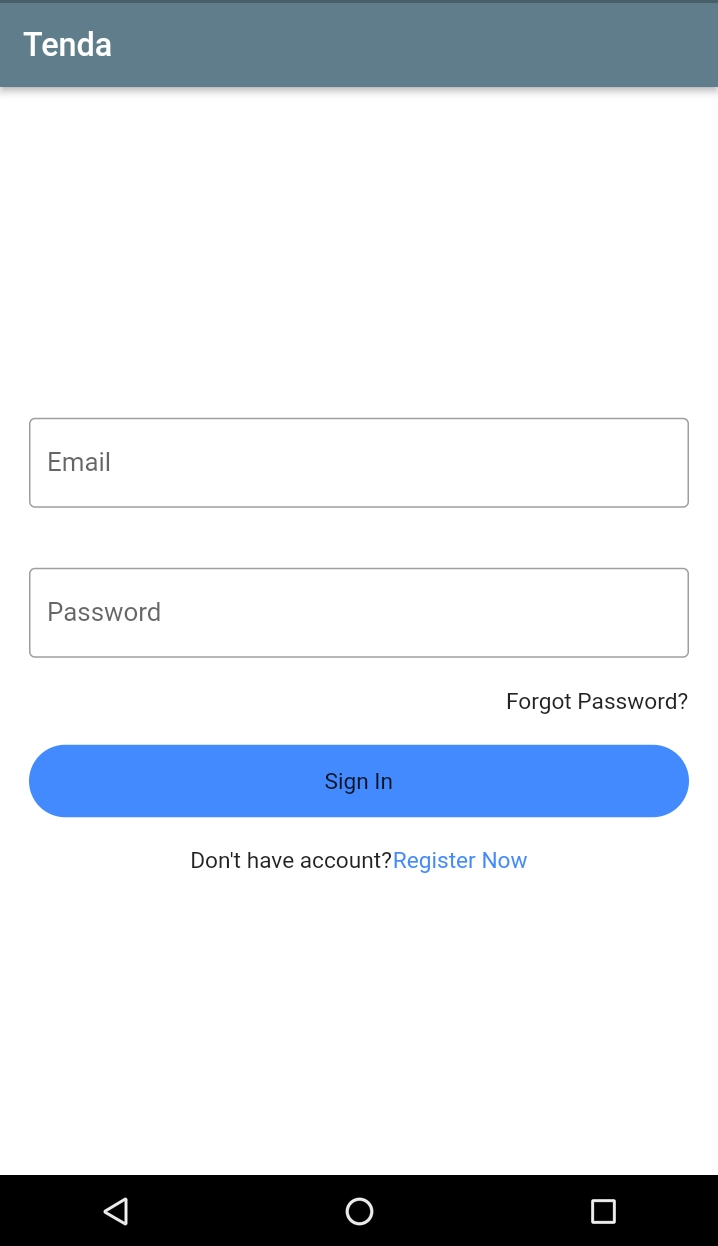 Tenda
Email
Password
Forgot Password?
Sign In
Don't have account?Register Now